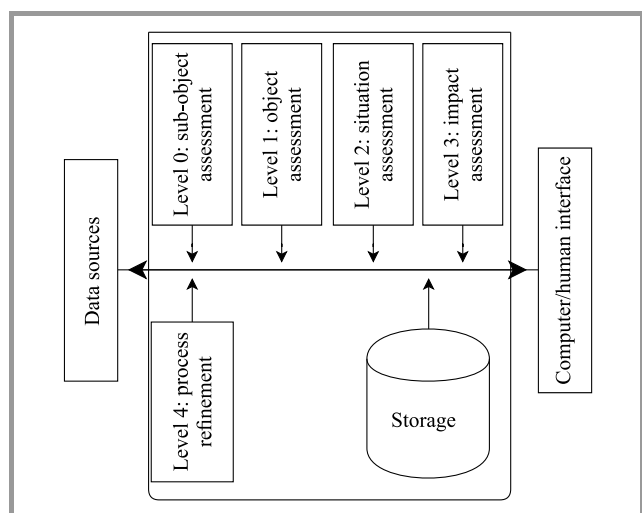 Data sources
Level 0: sub-object
assessment
Level 1: object
assessment
Level 2: situation
assessment
Level 3: impact
assessment
Computer/human interface
Level 4: process
refinement
Storage